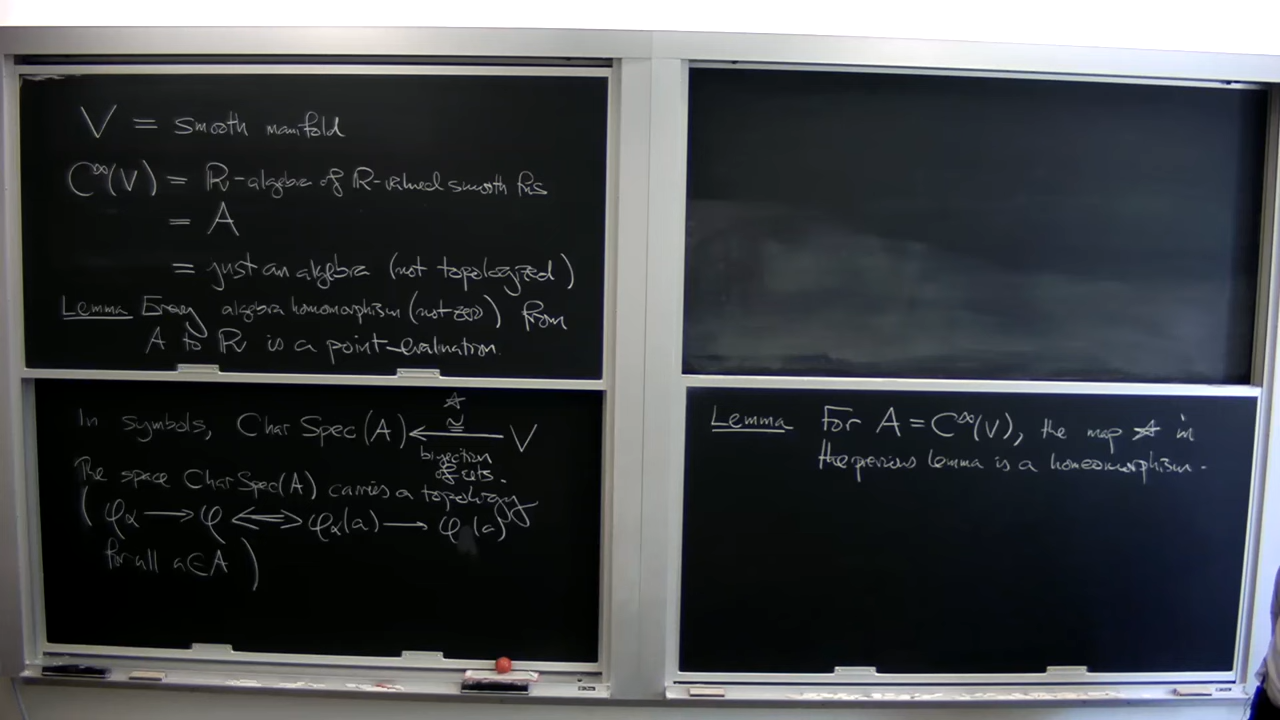 V = smooth manifold
C^∞(V) = ℝ-algebra of ℝ-valued smooth fns
= A
= just an algebra (not topologized)
Lemma Every algebra homomorphism (not zero) from
A to ℝ is a point-evaluation.
☆
In symbols, Char Spec(A) ←≅ V
bijection
of sets.
The space Char Spec(A) carries a topology
( φα → φ ⟺ φα(a) → φ(a)
for all a∈A )
Lemma For A = C^∞(V), the map ☆ in
the previous lemma is a homeomorphism.